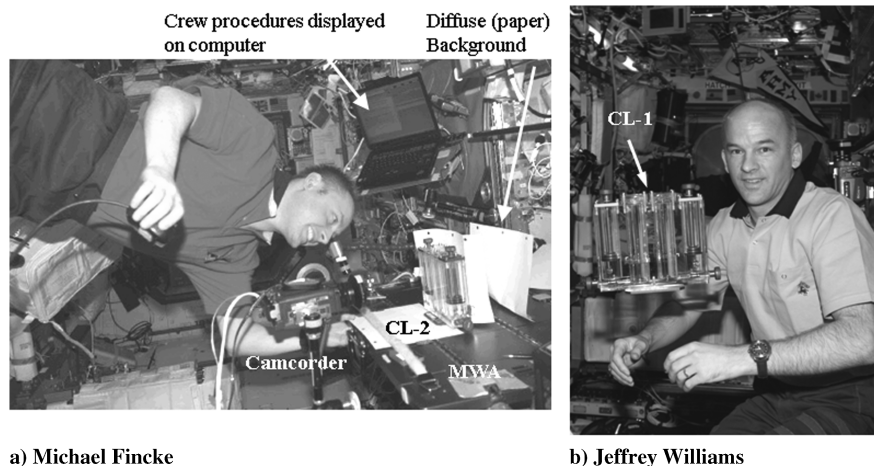 Crew procedures displayed
on computer
Diffuse (paper)
Background
CL-2
Camcorder
MWA
CL-1
a) Michael Fincke
b) Jeffrey Williams